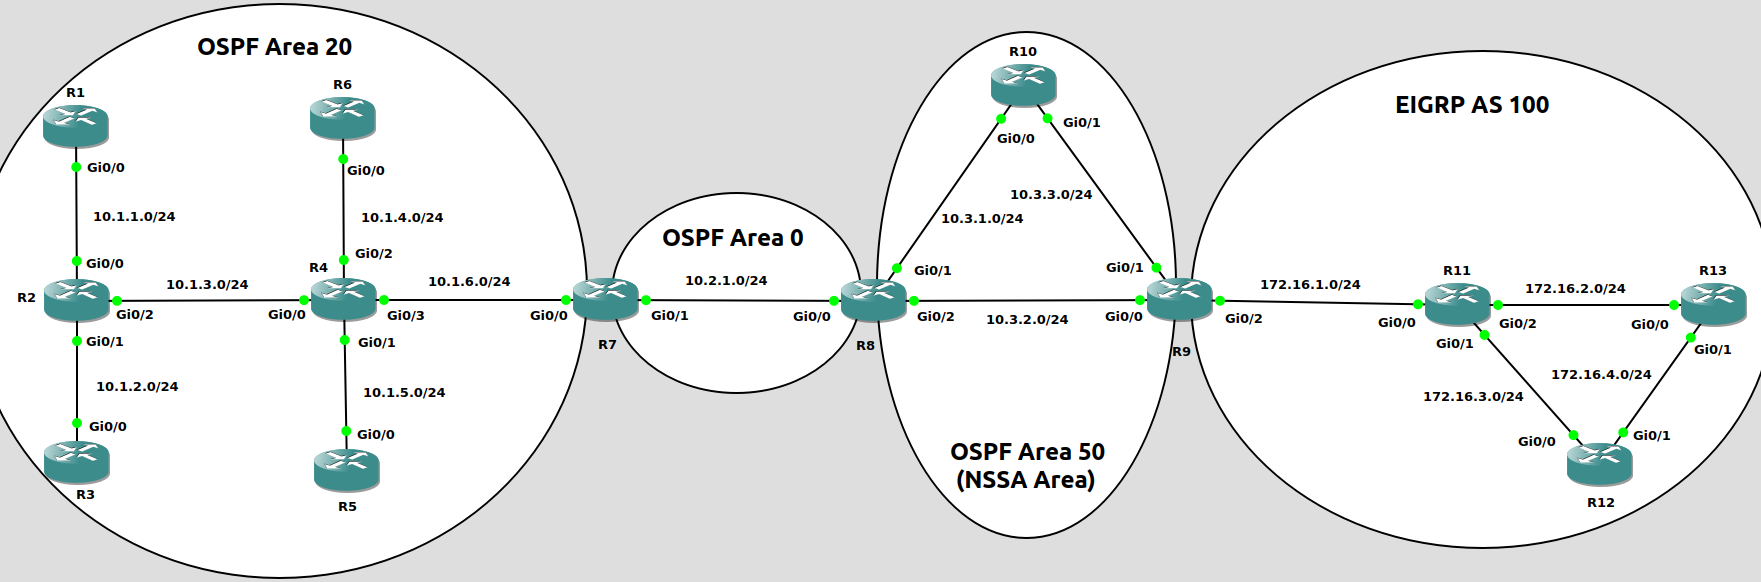 OSPF Area 20
R1
Gi0/0
10.1.1.0/24
Gi0/0
R2
10.1.3.0/24
Gi0/2
Gi0/1
10.1.2.0/24
Gi0/0
R3
R6
Gi0/0
10.1.4.0/24
Gi0/2
R4
Gi0/0
10.1.6.0/24
Gi0/3
Gi0/1
10.1.5.0/24
Gi0/0
R5
OSPF Area 0
10.2.1.0/24
Gi0/0
Gi0/1
R7
Gi0/0
R8
R10
Gi0/0
Gi0/1
10.3.3.0/24
10.3.1.0/24
Gi0/1
Gi0/1
Gi0/2
10.3.2.0/24
Gi0/0
R9
OSPF Area 50
(NSSA Area)
EIGRP AS 100
172.16.1.0/24
Gi0/2
R11
Gi0/0
Gi0/2
Gi0/1
172.16.2.0/24
R13
Gi0/0
Gi0/1
172.16.4.0/24
172.16.3.0/24
Gi0/0
Gi0/1
R12